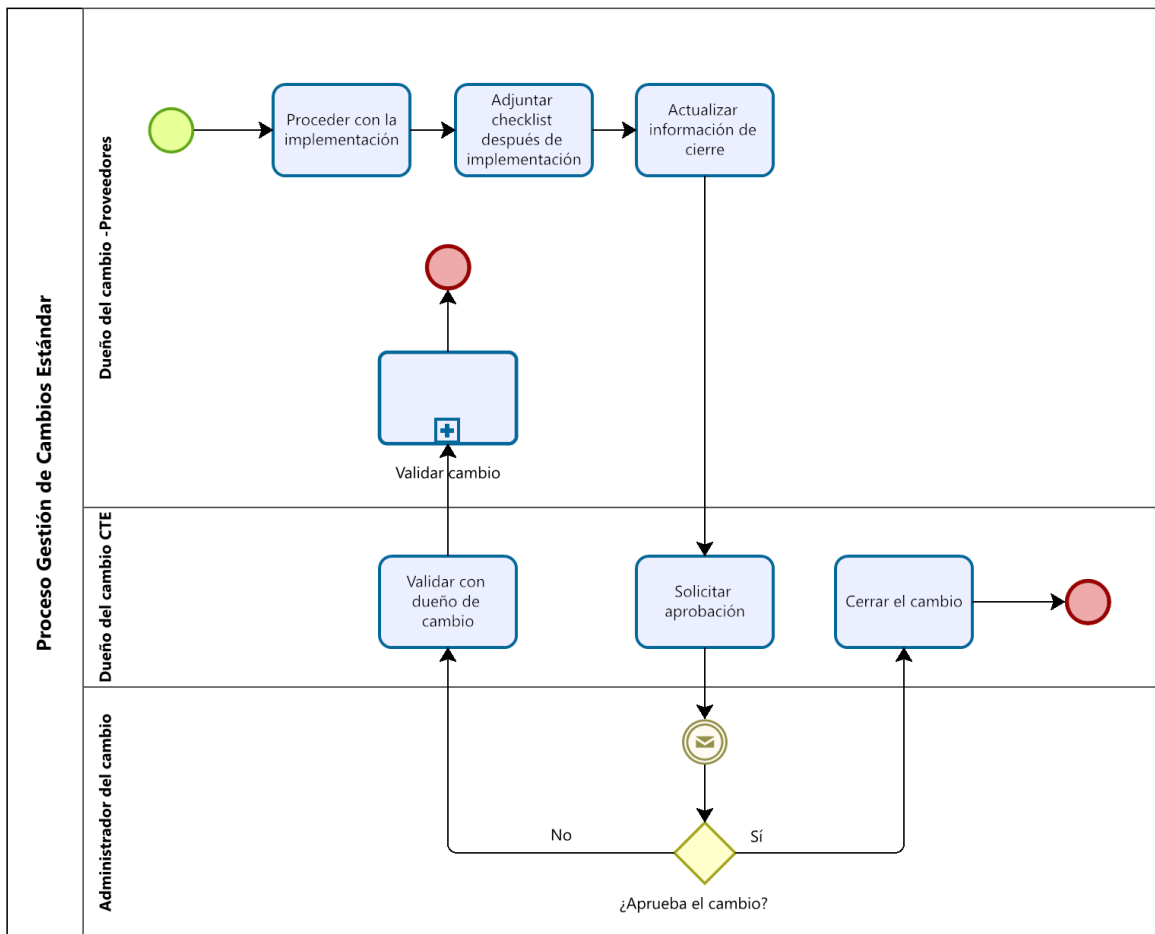 Proceso Gestión de Cambios Estándar
Dueño del cambio -Proveedores
Proceder con la
implementación
Adjuntar
checklist
después de
implementación
Actualizar
información de
cierre
Validar cambio
Dueño del cambio CTE
Validar con
dueño de
cambio
Solicitar
aprobación
Cerrar el cambio
Administrador del cambio
No
Sí
¿Aprueba el cambio?